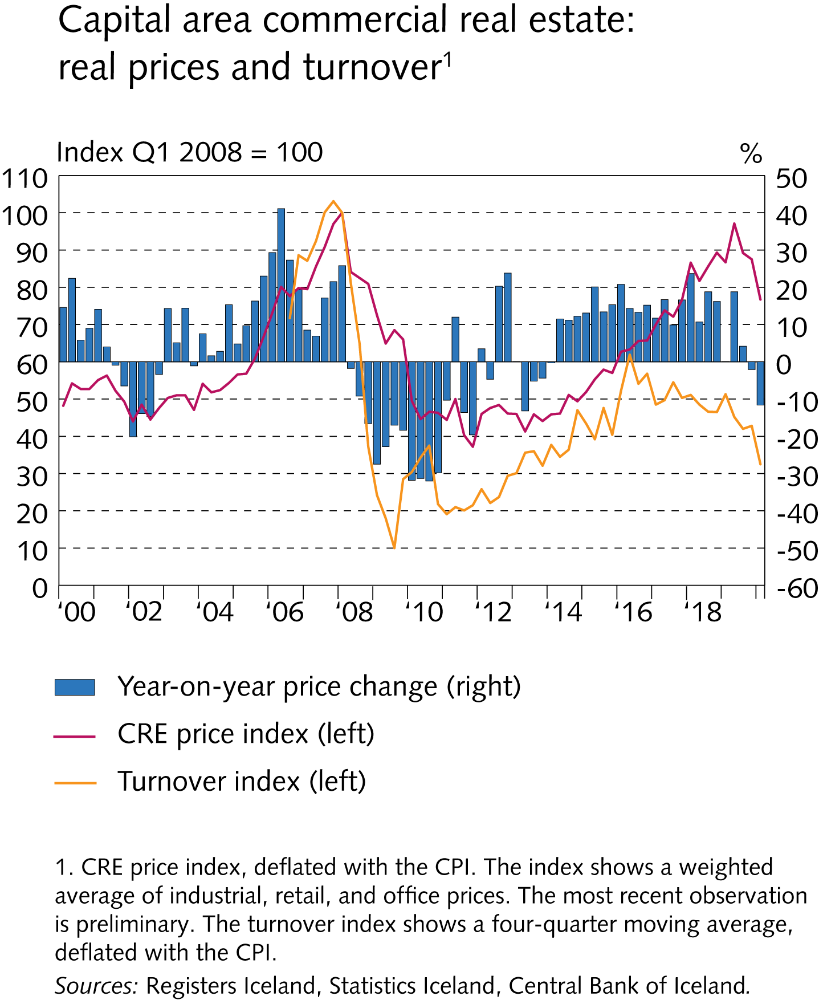 Capital area commercial real estate:
real prices and turnover¹
Index Q1 2008 = 100
%
110
100
90
80
70
60
50
40
30
20
10
0
50
40
30
20
10
0
-10
-20
-30
-40
-50
-60
‘00 ‘02 ‘04 ‘06 ‘08 ‘10 ‘12 ‘14 ‘16 ‘18
Year-on-year price change (right)
CRE price index (left)
Turnover index (left)
1. CRE price index, deflated with the CPI. The index shows a weighted
average of industrial, retail, and office prices. The most recent observation
is preliminary. The turnover index shows a four-quarter moving average,
deflated with the CPI.
Sources: Registers Iceland, Statistics Iceland, Central Bank of Iceland.